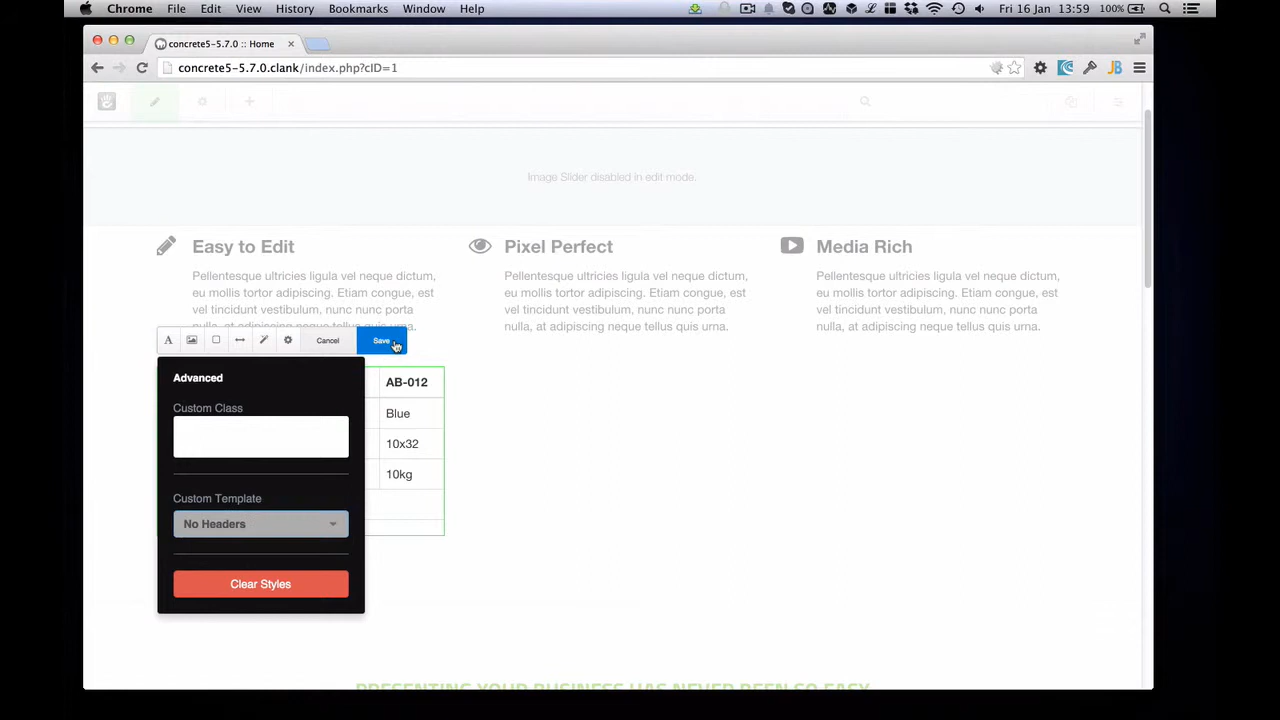 Chrome File Edit View History Bookmarks Window Help Fri 16 Jan 13:59 100%
concrete5-5.7.0 :: Home
concrete5-5.7.0.clank/index.php?cID=1
Image Slider disabled in edit mode.
Easy to Edit
Pellentesque ultricies ligula vel neque dictum,
eu mollis tortor adipiscing. Etiam congue, est
vel tincidunt vestibulum, nunc nunc porta
nulla, at adipiscing neque tellus quis urna.
Pixel Perfect
Pellentesque ultricies ligula vel neque dictum,
eu mollis tortor adipiscing. Etiam congue, est
vel tincidunt vestibulum, nunc nunc porta
nulla, at adipiscing neque tellus quis urna.
Media Rich
Pellentesque ultricies ligula vel neque dictum,
eu mollis tortor adipiscing. Etiam congue, est
vel tincidunt vestibulum, nunc nunc porta
nulla, at adipiscing neque tellus quis urna.
A Cancel Save
Advanced
Custom Class
Custom Template
No Headers
Clear Styles
AB-012
Blue
10x32
10kg
PRESENTING YOUR BUSINESS HAS NEVER BEEN SO EASY